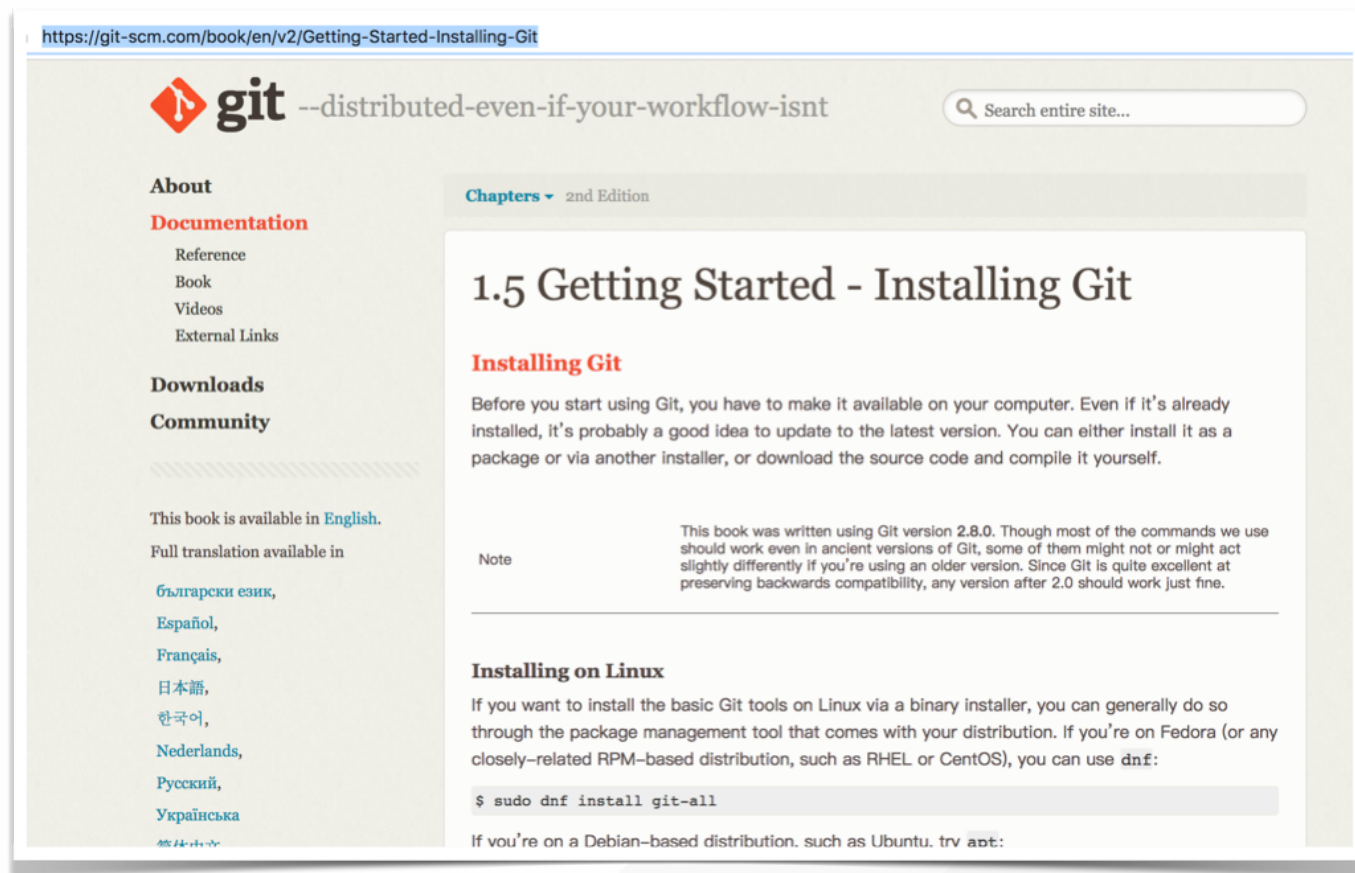 https://git-scm.com/book/en/v2/Getting-Started-Installing-Git
git --distributed-even-if-your-workflow-isnt
Search entire site...
About
Documentation
Reference
Book
Videos
External Links
Downloads
Community
This book is available in English.
Full translation available in
български език,
Español,
Français,
日本語,
한국어,
Nederlands,
Русский,
Українська
简体中文
Chapters 2nd Edition
1.5 Getting Started - Installing Git
Installing Git
Before you start using Git, you have to make it available on your computer. Even if it's already
installed, it's probably a good idea to update to the latest version. You can either install it as a
package or via another installer, or download the source code and compile it yourself.
Note
This book was written using Git version 2.8.0. Though most of the commands we use
should work even in ancient versions of Git, some of them might not or might act
slightly differently if you're using an older version. Since Git is quite excellent at
preserving backwards compatibility, any version after 2.0 should work just fine.
Installing on Linux
If you want to install the basic Git tools on Linux via a binary installer, you can generally do so
through the package management tool that comes with your distribution. If you're on Fedora (or any
closely-related RPM-based distribution, such as RHEL or CentOS), you can use dnf:
$ sudo dnf install git-all
If you're on a Debian-based distribution, such as Ubuntu, try apt: